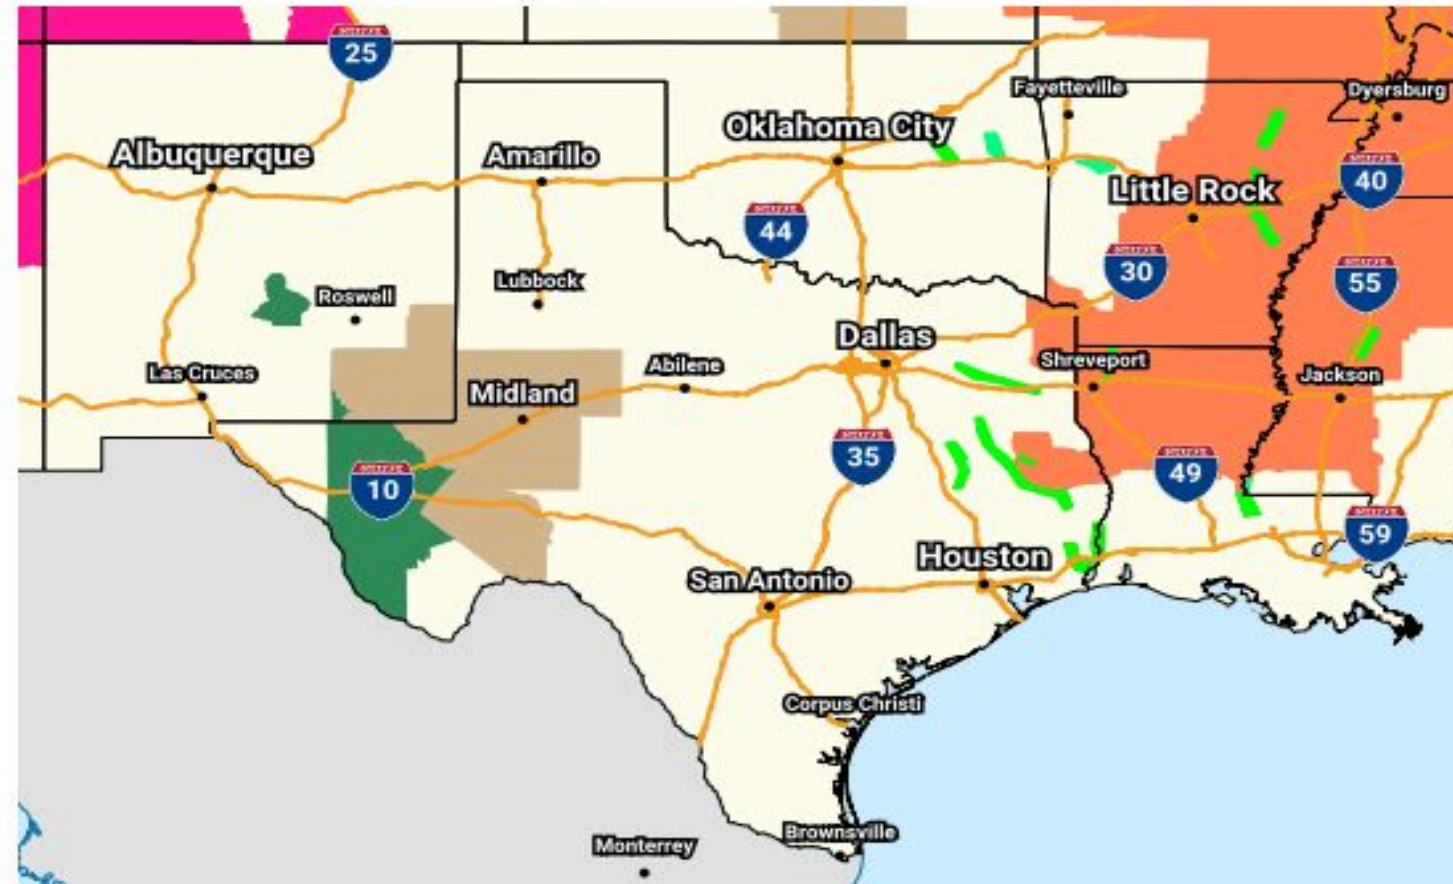 25
Fayetteville
Dyersburg
Oklahoma City
Albuquerque
Amarillo
40
Little Rock
44
30
55
Lubbock
Roswell
Dallas
Shreveport
Abilene
Las Cruces
Jackson
Midland
35
49
10
59
Houston
San Antonio
Corpus Christi
Brownsville
Monterrey